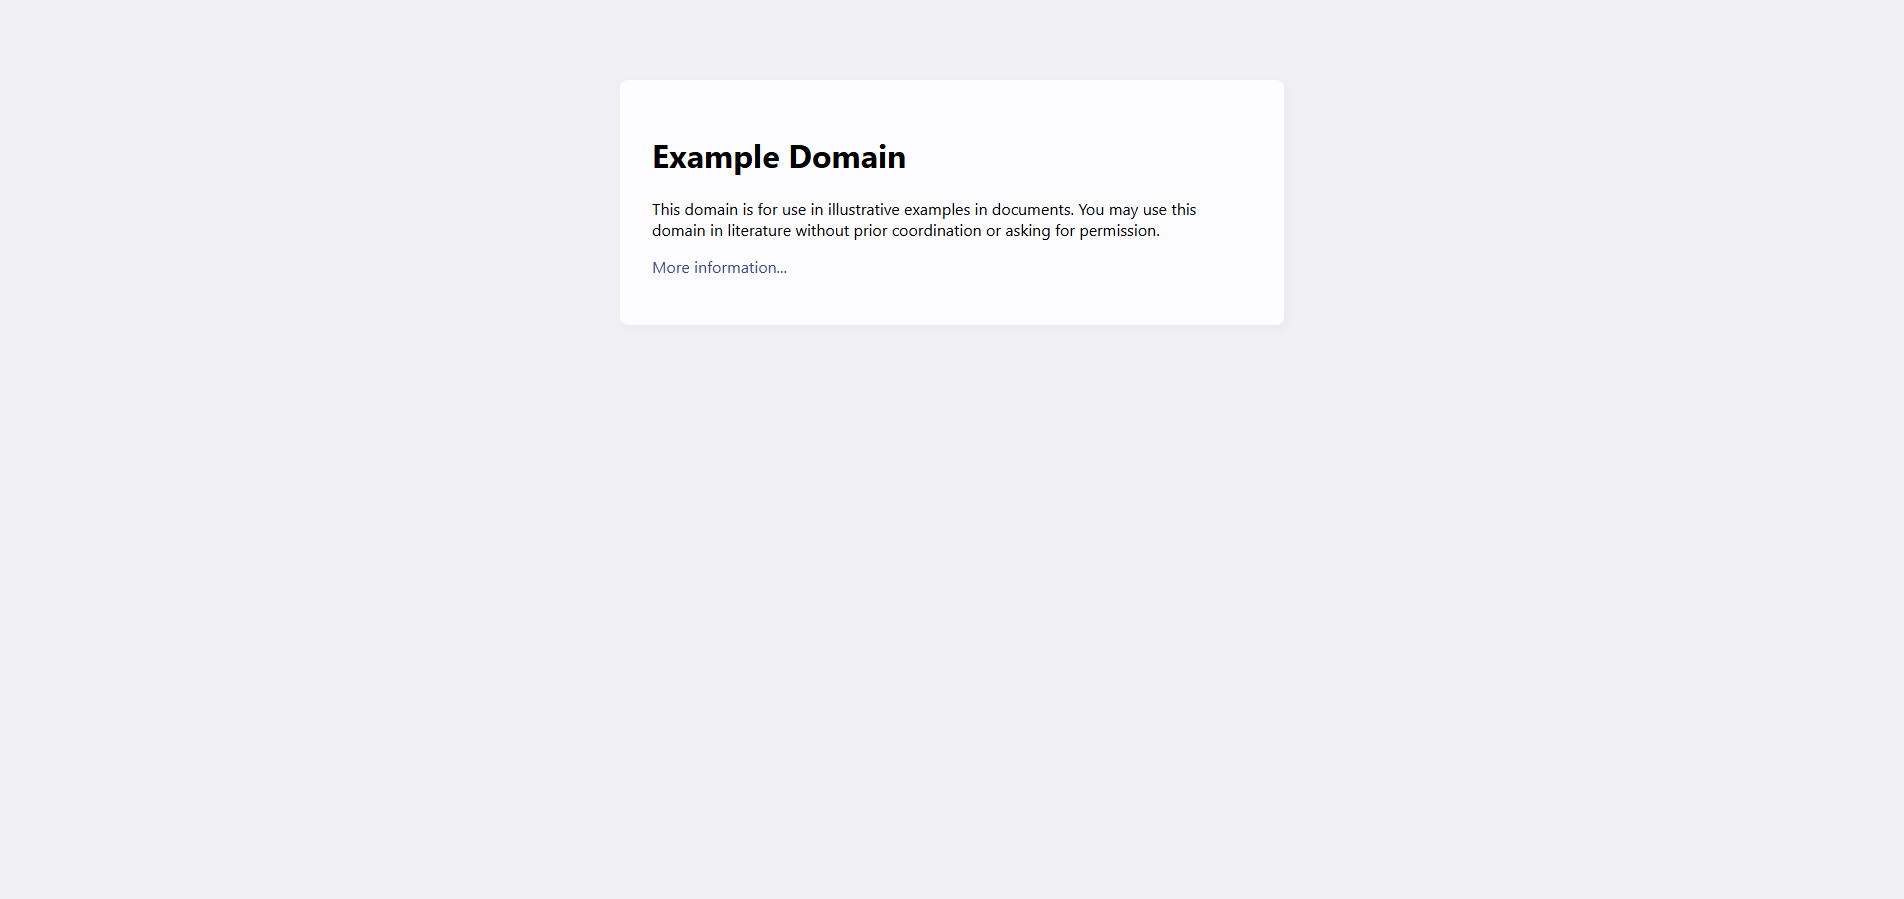 Example Domain
This domain is for use in illustrative examples in documents. You may use this
domain in literature without prior coordination or asking for permission.
More information...